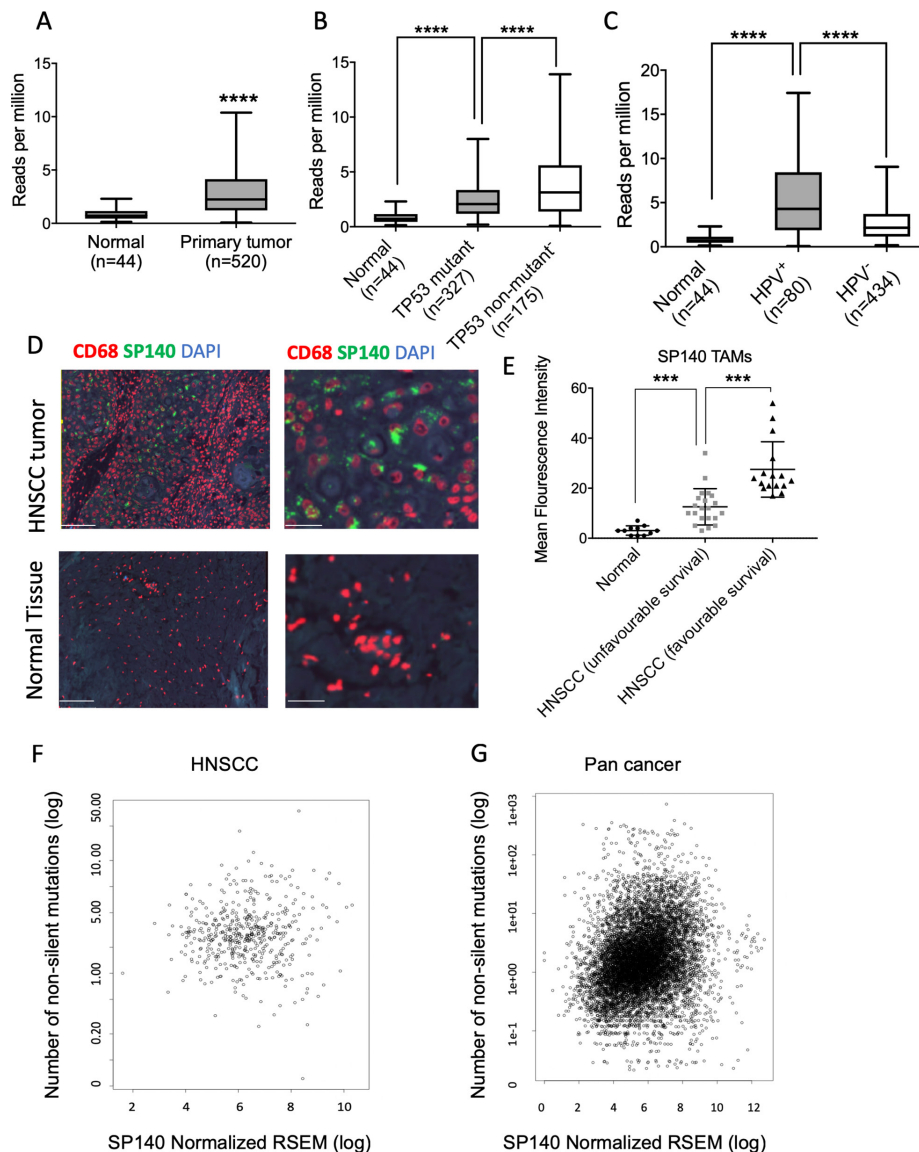 A
Reads per million
15
10
5
0
****
Normal
(n=44)
Primary tumor
(n=520)
B
Reads per million
15
10
5
0
****
****
Normal
(n=44)
TP53 mutant
(n=327)
TP53 non-mutant-
(n=175)
C
Reads per million
20
15
10
5
0
****
****
Normal
(n=44)
HPV+
(n=80)
HPV-
(n=434)
D
CD68 SP140 DAPI
CD68 SP140 DAPI
HNSCC tumor
Normal Tissue
E
SP140 TAMs
Mean Flourescence Intensity
60
40
20
0
***
***
Normal
HNSCC (unfavourable survival)
HNSCC (favourable survival)
F
HNSCC
Number of non-silent mutations (log)
50.00
10.00
5.00
1.00
0.20
0
2
4
6
8
10
SP140 Normalized RSEM (log)
G
Pan cancer
Number of non-silent mutations (log)
1e+03
1e+02
1e+01
1e+00
1e-1
0
0
2
4
6
8
10
12
SP140 Normalized RSEM (log)